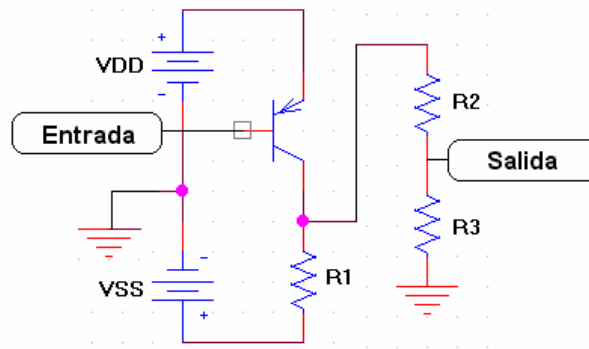 +
VDD
-
Entrada
R2
Salida
R3
-
VSS
+
R1